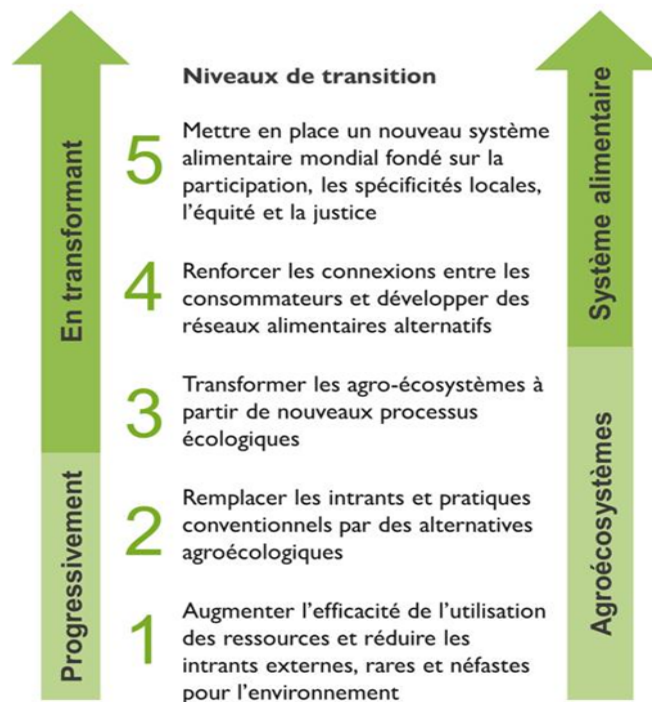 Niveaux de transition
5
Mettre en place un nouveau système
alimentaire mondial fondé sur la
participation, les spécificités locales,
l'équité et la justice
4
Renforcer les connexions entre les
consommateurs et développer des
réseaux alimentaires alternatifs
3
Transformer les agro-écosystèmes à
partir de nouveaux processus
écologiques
2
Remplacer les intrants et pratiques
conventionnels par des alternatives
agroécologiques
1
Augmenter l'efficacité de l'utilisation
des ressources et réduire les
intrants externes, rares et néfastes
pour l'environnement
En transformant
Progressivement
Système alimentaire
Agroécosystèmes